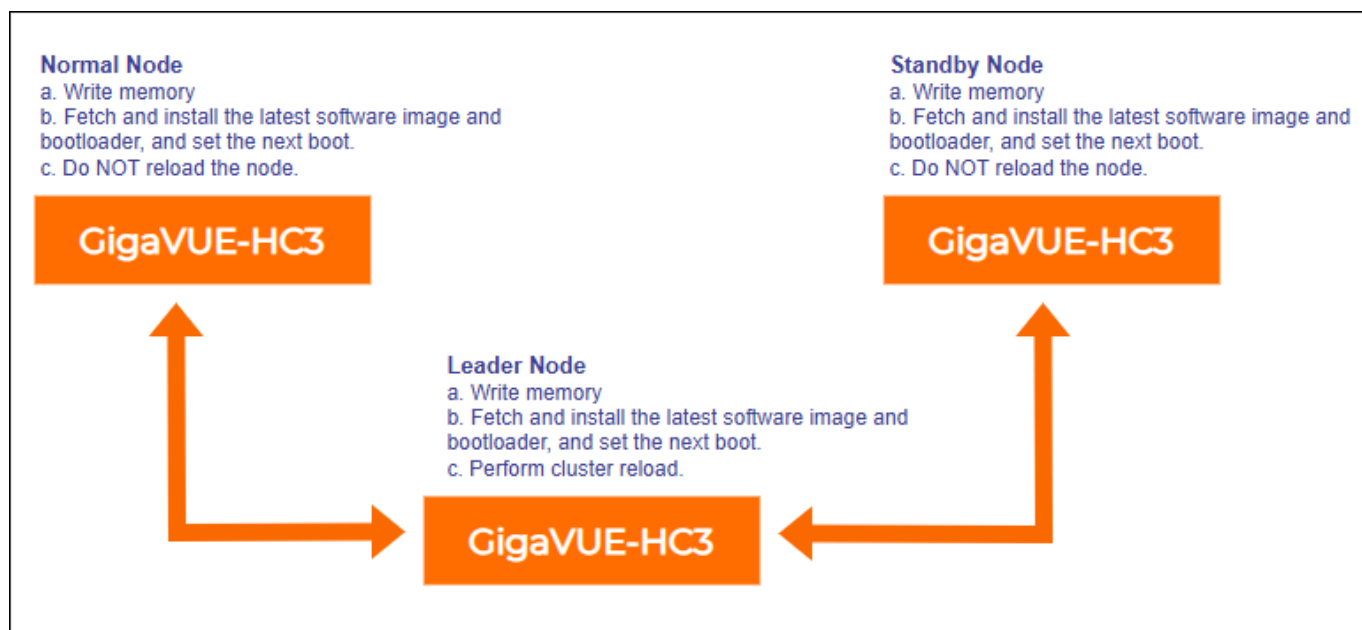 Normal Node
a. Write memory
b. Fetch and install the latest software image and
bootloader, and set the next boot.
c. Do NOT reload the node.
GigaVUE-HC3
Standby Node
a. Write memory
b. Fetch and install the latest software image and
bootloader, and set the next boot.
c. Do NOT reload the node.
GigaVUE-HC3
Leader Node
a. Write memory
b. Fetch and install the latest software image and
bootloader, and set the next boot.
c. Perform cluster reload.
GigaVUE-HC3